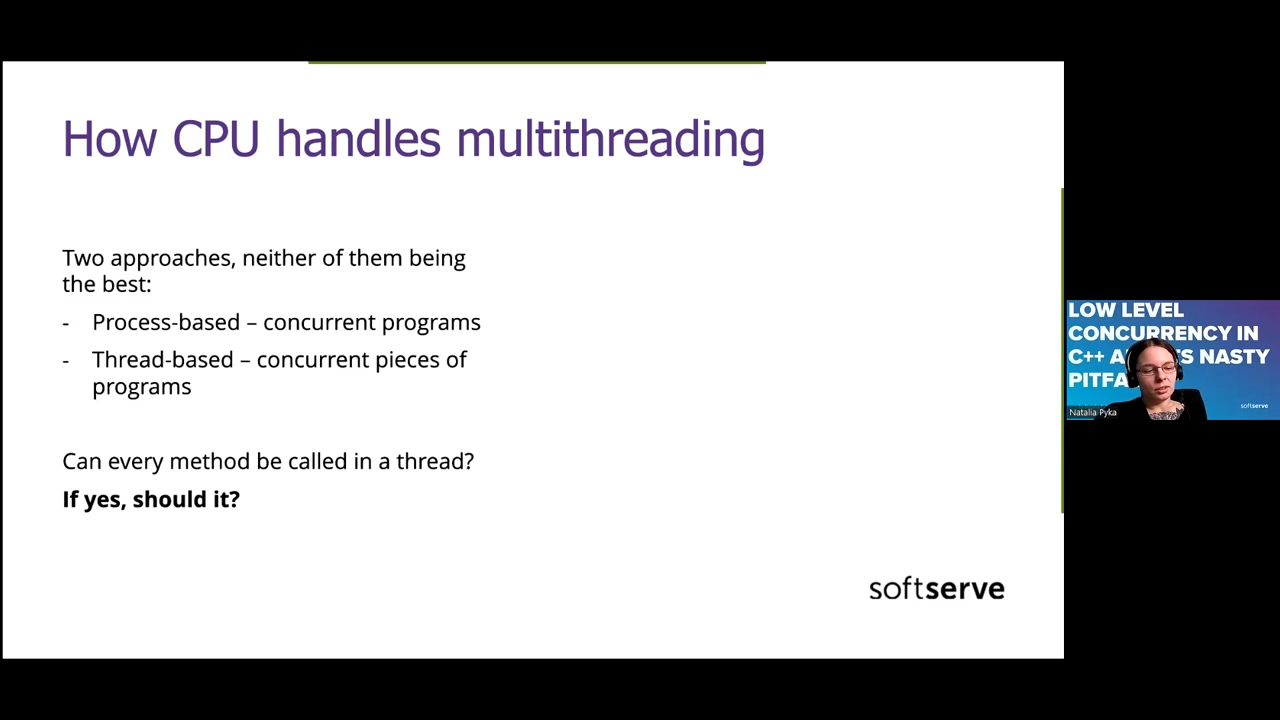 How CPU handles multithreading
Two approaches, neither of them being
the best:
- Process-based – concurrent programs
- Thread-based – concurrent pieces of
programs
Can every method be called in a thread?
If yes, should it?
softserve
LOW LEVEL
CONCURRENCY IN
C++ NASTY
Natalia Pyka
softserve